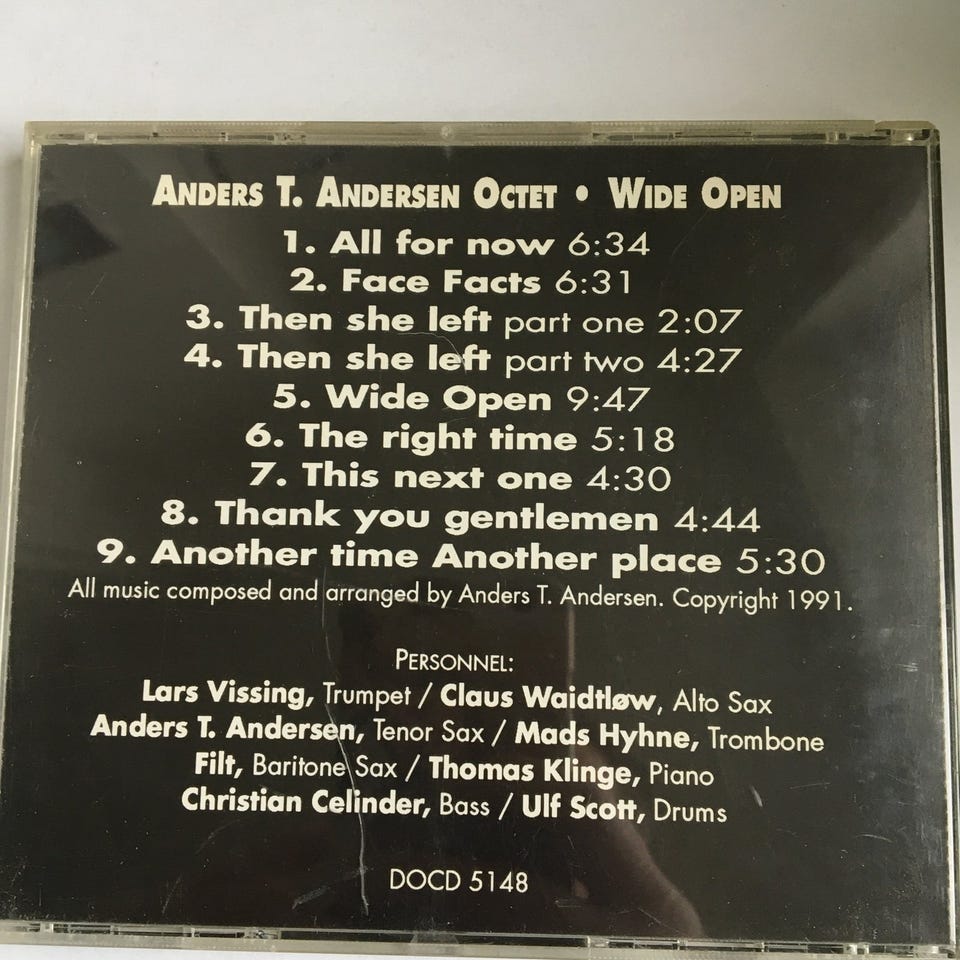 ANDERS T. ANDERSEN OCTET • WIDE OPEN
1. All for now 6:34
2. Face Facts 6:31
3. Then she left part one 2:07
4. Then she left part two 4:27
5. Wide Open 9:47
6. The right time 5:18
7. This next one 4:30
8. Thank you gentlemen 4:44
9. Another time Another place 5:30
All music composed and arranged by Anders T. Andersen. Copyright 1991.
PERSONNEL:
Lars Vissing, Trumpet / Claus Waidtløw, Alto Sax
Anders T. Andersen, Tenor Sax / Mads Hyhne, Trombone
Filt, Baritone Sax / Thomas Klinge, Piano
Christian Celinder, Bass / Ulf Scott, Drums
DOCD 5148